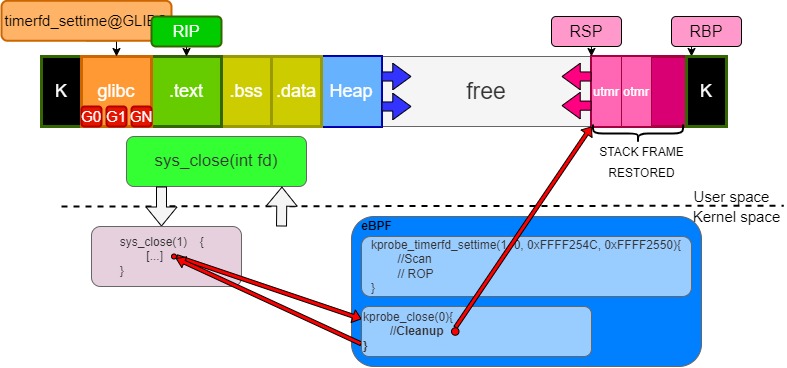 timerfd_settime@GLIBC
RIP
RSP
RBP
K
glibc
G0
G1
GN
.text
.bss
.data
Heap
free
utmr
otmr
K
STACK FRAME
RESTORED
sys_close(int fd)
User space
Kernel space
sys_close(1) {
[...]
}
eBPF
kprobe_timerfd_settime(1, 0, 0xFFFF254C, 0xFFFF2550){
//Scan
// ROP
}
kprobe_close(0){
//Cleanup
}